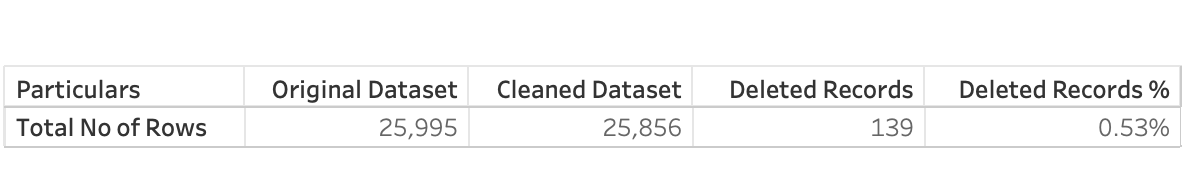 Particulars Original Dataset Cleaned Dataset Deleted Records Deleted Records %
Total No of Rows 25,995 25,856 139 0.53%